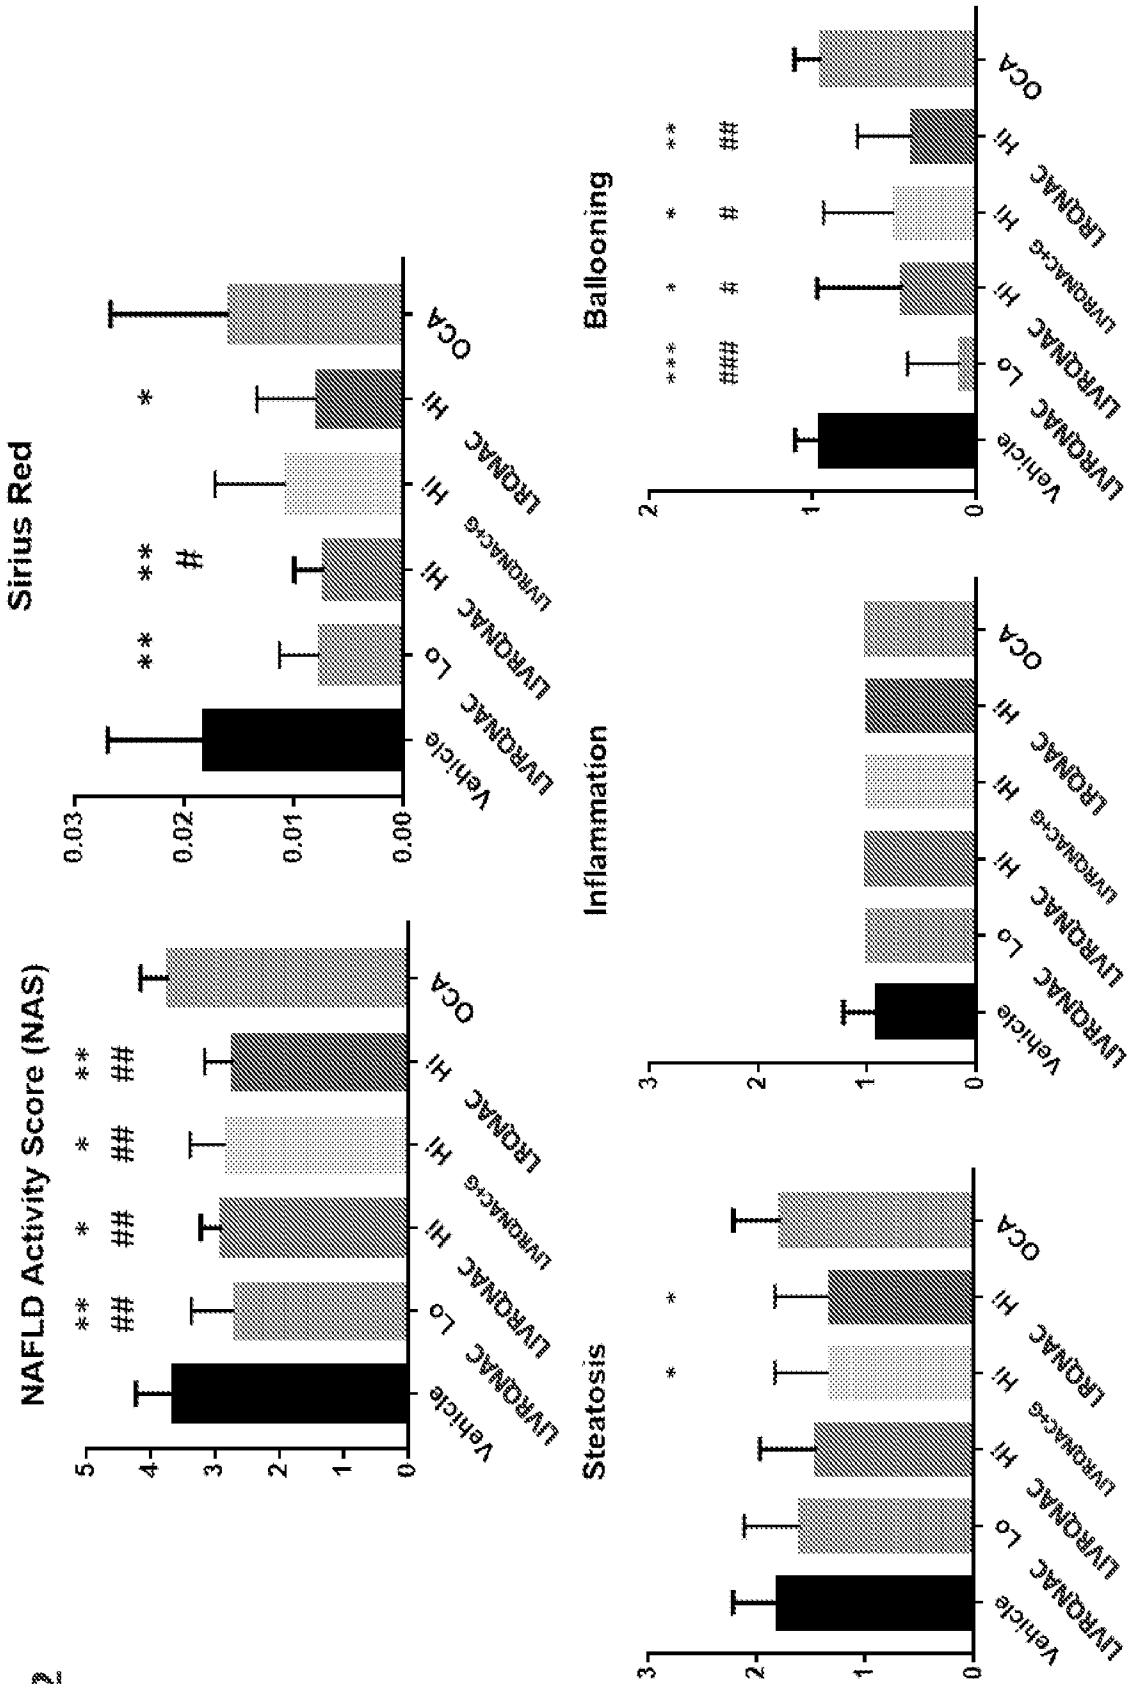 NAFLD Activity Score (NAS)
** * * **
## ## ## ##
5
4
3
2
1
0
Vehicle
LIVRQNAC Lo
LIVRQNAC Hi
LIVRQNAC+G Hi
LRQNAC Hi
OCA
Sirius Red
** ** *
#
0.03
0.02
0.01
0.00
Vehicle
LIVRQNAC Lo
LIVRQNAC Hi
LIVRQNAC+G Hi
LRQNAC Hi
OCA
Steatosis
* *
3
2
1
0
Vehicle
LIVRQNAC Lo
LIVRQNAC Hi
LIVRQNAC+G Hi
LRQNAC Hi
OCA
Inflammation
3
2
1
0
Vehicle
LIVRQNAC Lo
LIVRQNAC Hi
LIVRQNAC+G Hi
LRQNAC Hi
OCA
Ballooning
*** * * **
### # # ##
2
1
0
Vehicle
LIVRQNAC Lo
LIVRQNAC Hi
LIVRQNAC+G Hi
LRQNAC Hi
OCA